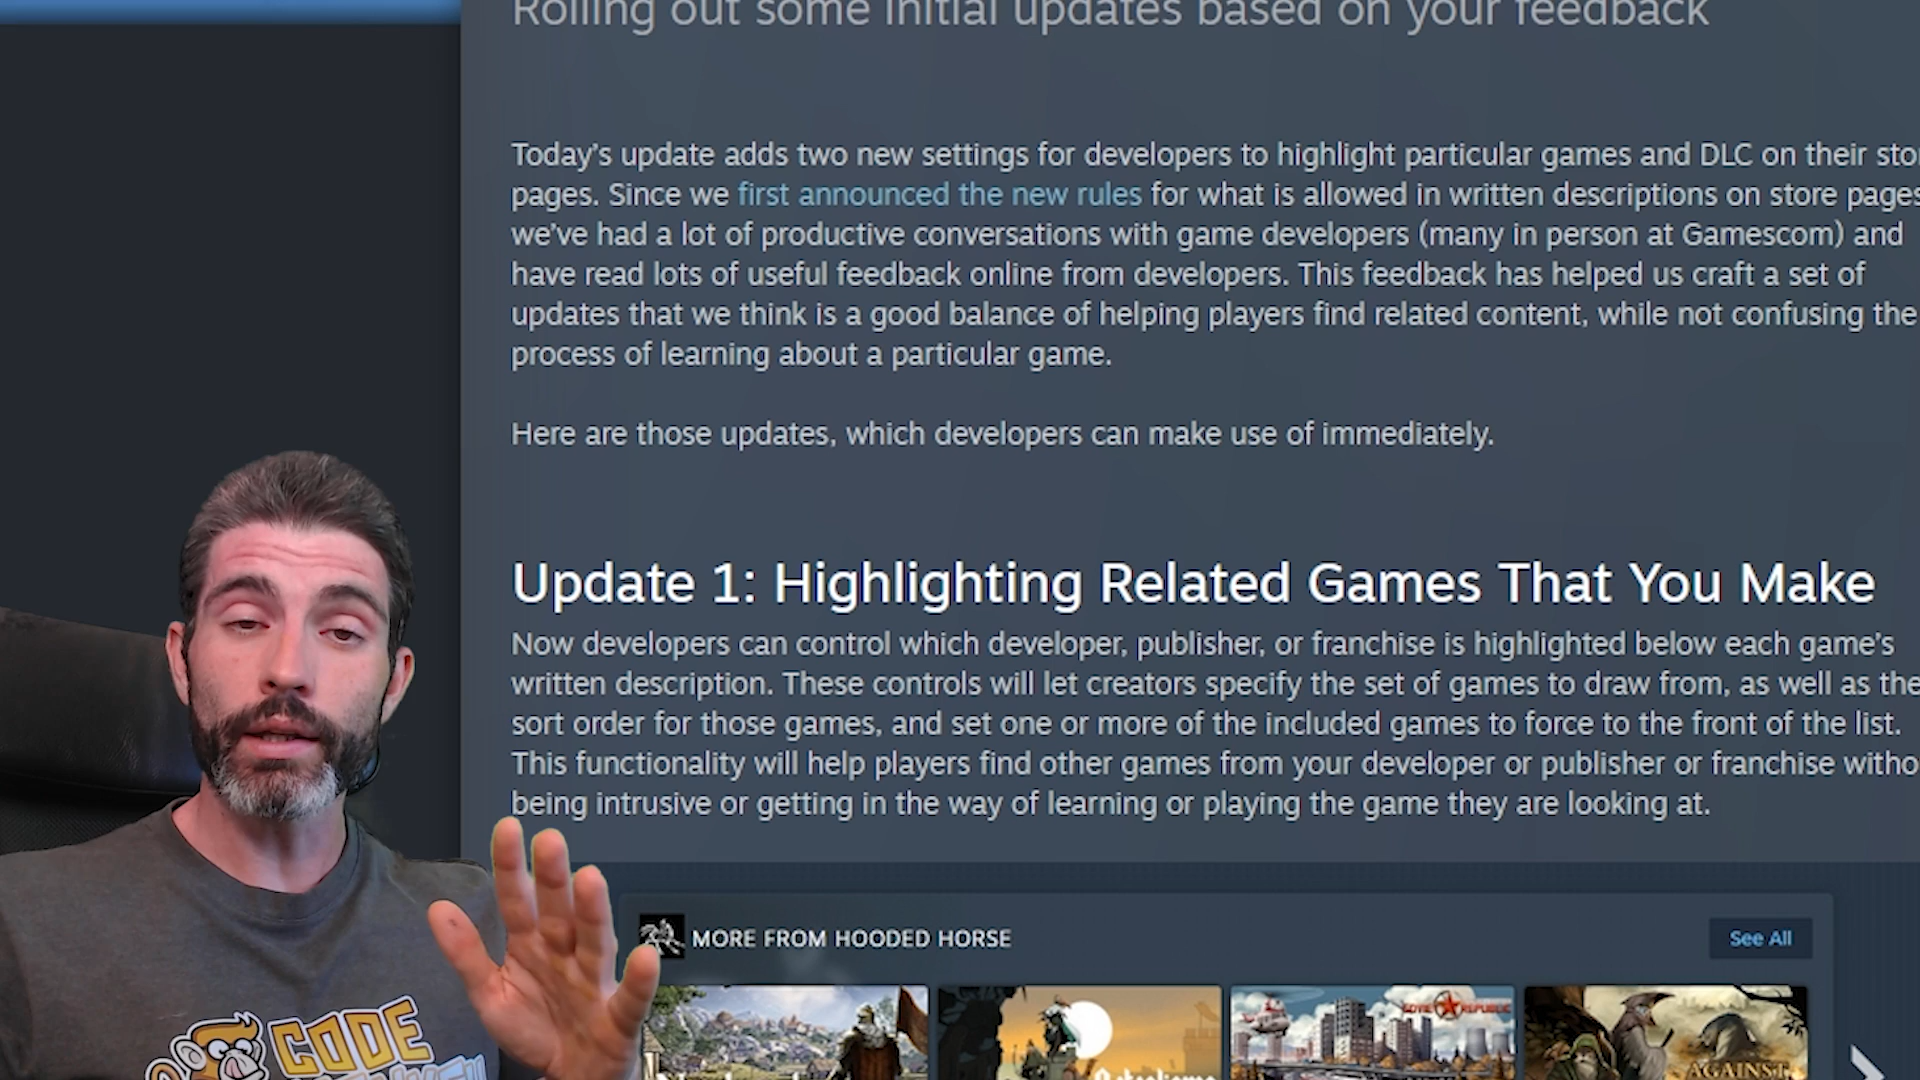 Rolling out some initial updates based on your feedback
Today's update adds two new settings for developers to highlight particular games and DLC on their
pages. Since we first announced the new rules for what is allowed in written descriptions on store pages
we've had a lot of productive conversations with game developers (many in person at Gamescom) and
have read lots of useful feedback online from developers. This feedback has helped us craft a set of
updates that we think is a good balance of helping players find related content, while not confusing the
process of learning about a particular game.
Here are those updates, which developers can make use of immediately.
Update 1: Highlighting Related Games That You Make
Now developers can control which developer, publisher, or franchise is highlighted below each game's
written description. These controls will let creators specify the set of games to draw from, as well as the
sort order for those games, and set one or more of the included games to force to the front of the list.
This functionality will help players find other games from your developer or publisher or franchise
being intrusive or getting in the way of learning or playing the game they are looking at.
MORE FROM HOODED HORSE
See All
REPUBLIC
AGAINST
CODE